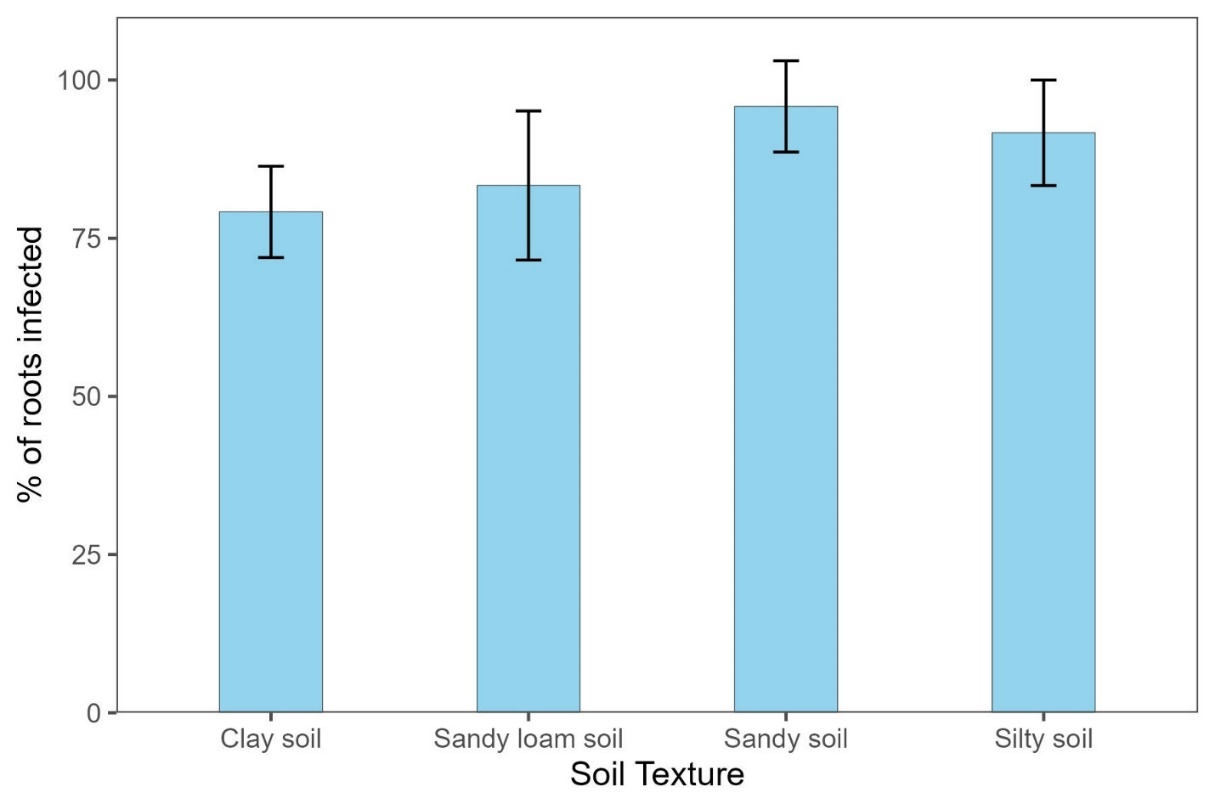 % of roots infected
100
75
50
25
0
Clay soil
Sandy loam soil
Sandy soil
Silty soil
Soil Texture